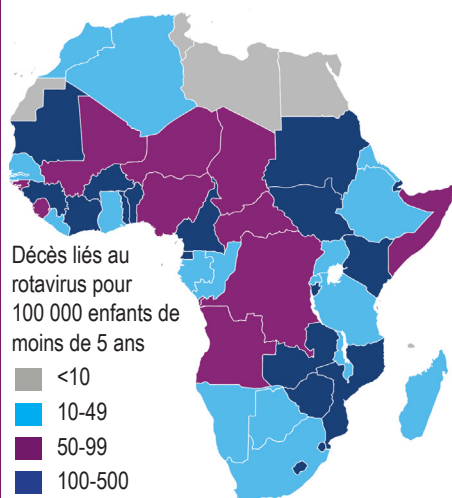 Décès liés au
rotavirus pour
100 000 enfants de
moins de 5 ans
<10
10-49
50-99
100-500